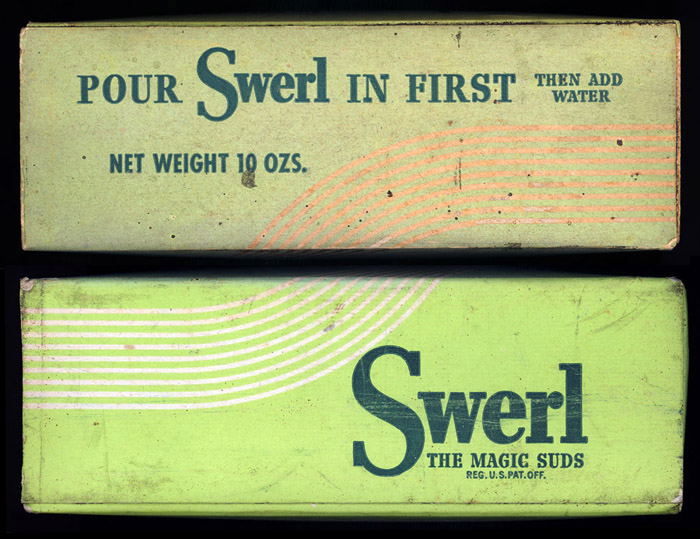 POUR Swerl IN FIRST THEN ADD
WATER
NET WEIGHT 10 OZS.
Swerl
THE MAGIC SUDS
REG. U.S. PAT. OFF.